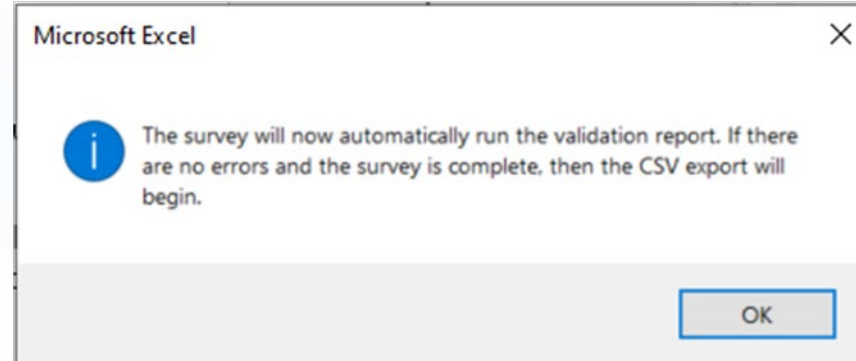 Microsoft Excel
The survey will now automatically run the validation report. If there
are no errors and the survey is complete, then the CSV export will
begin.
OK